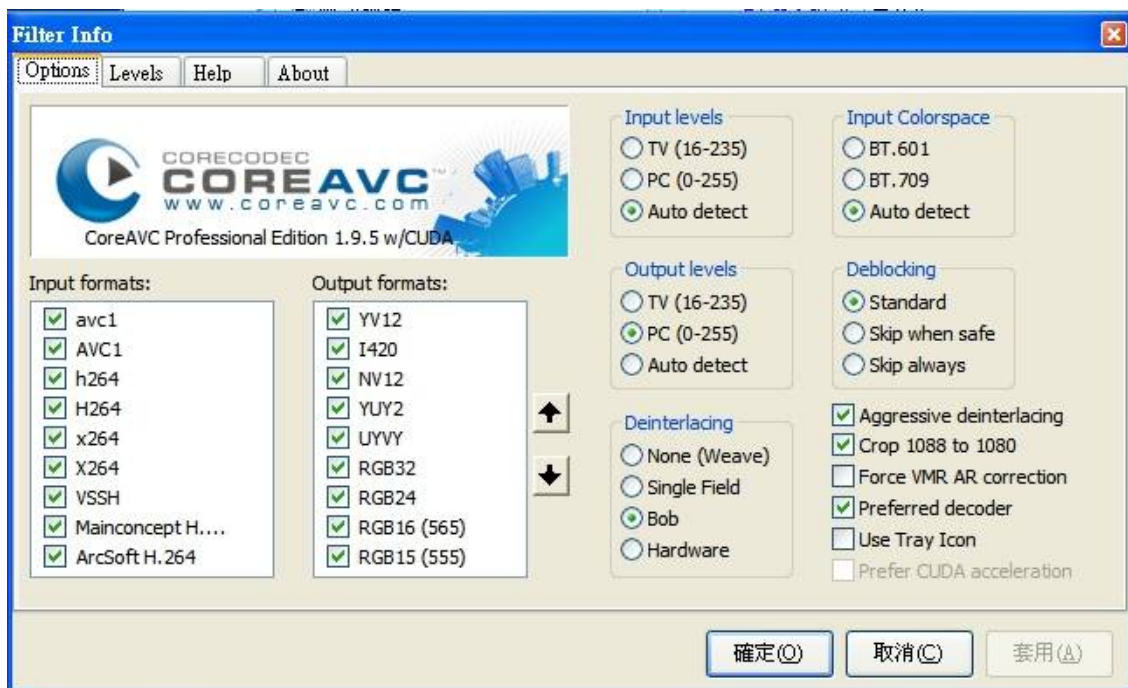 Filter Info
Options
Levels
Help
About
CORECODEC
COREAVC™
www.coreavc.com
CoreAVC Professional Edition 1.9.5 w/CUDA
Input formats:
avc1
AVC1
h264
H264
x264
X264
VSSH
Mainconcept H....
ArcSoft H.264
Output formats:
YV12
I420
NV12
YUY2
UYVY
RGB32
RGB24
RGB16 (565)
RGB15 (555)
Input levels
TV (16-235)
PC (0-255)
Auto detect
Output levels
TV (16-235)
PC (0-255)
Auto detect
Deinterlacing
None (Weave)
Single Field
Bob
Hardware
Input Colorspace
BT.601
BT.709
Auto detect
Deblocking
Standard
Skip when safe
Skip always
Aggressive deinterlacing
Crop 1088 to 1080
Force VMR AR correction
Preferred decoder
Use Tray Icon
Prefer CUDA acceleration
確定(O)
取消(C)
套用(A)